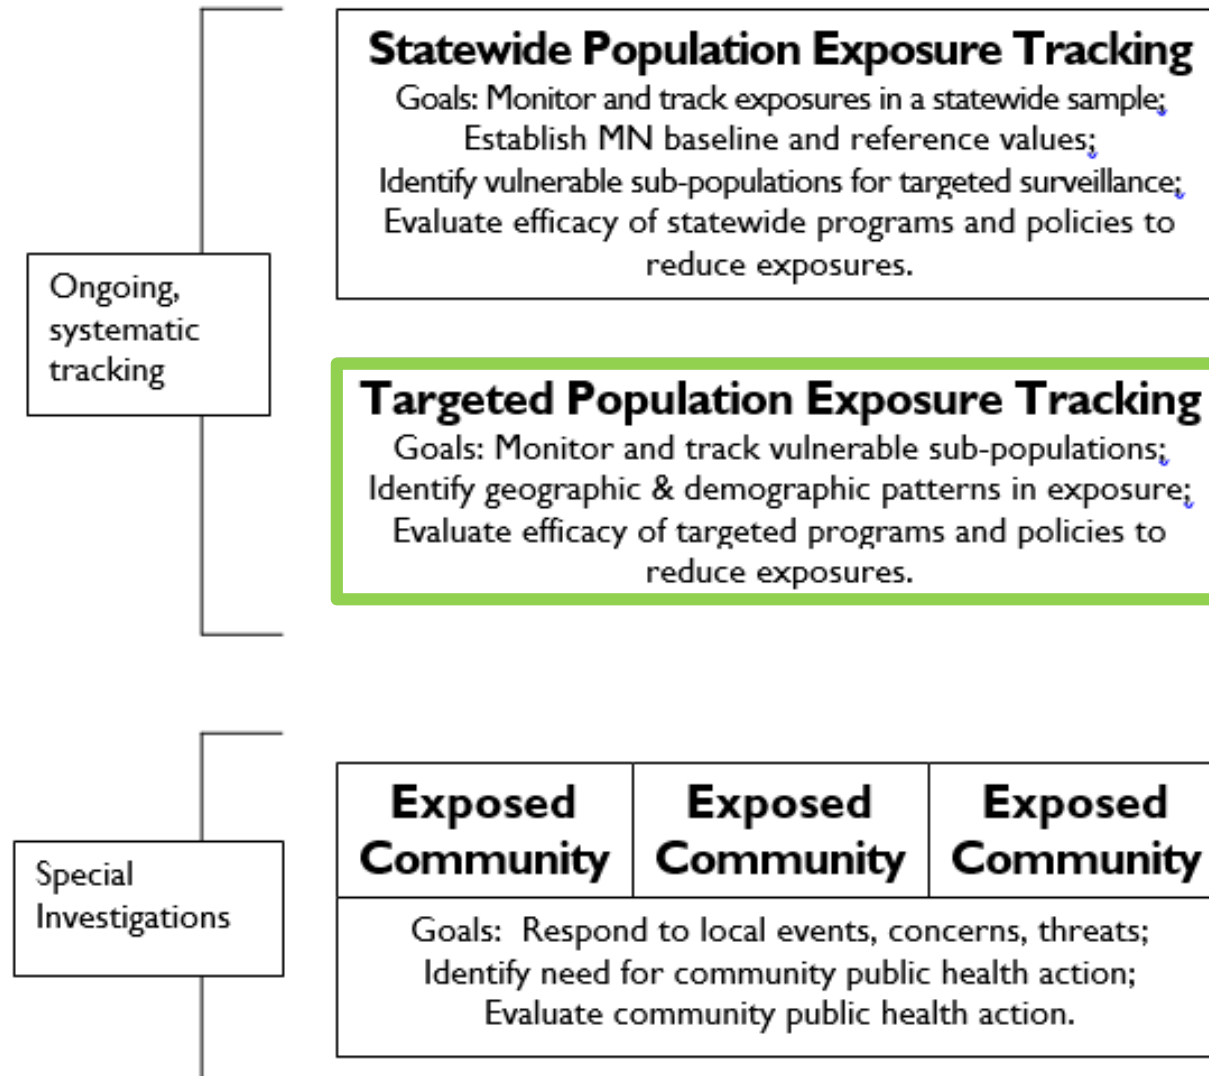 Statewide Population Exposure Tracking
Goals: Monitor and track exposures in a statewide sample;
Establish MN baseline and reference values;
Identify vulnerable sub-populations for targeted surveillance;
Evaluate efficacy of statewide programs and policies to
reduce exposures.
Ongoing,
systematic
tracking
Targeted Population Exposure Tracking
Goals: Monitor and track vulnerable sub-populations;
Identify geographic & demographic patterns in exposure;
Evaluate efficacy of targeted programs and policies to
reduce exposures.
Special
Investigations
Exposed
Community
Exposed
Community
Exposed
Community
Goals:  Respond to local events, concerns, threats;
Identify need for community public health action;
Evaluate community public health action.